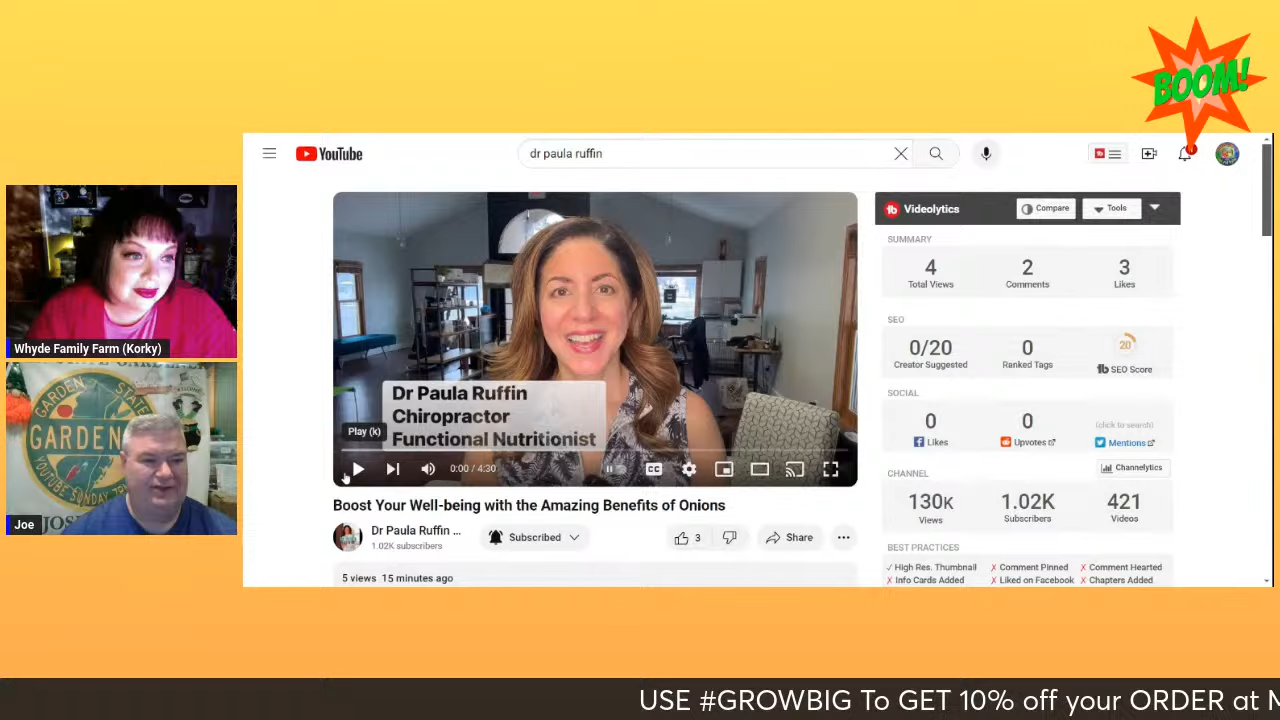 BOOM!
YouTube
dr paula ruffin
Videolytics
Compare
Tools
SUMMARY
4 2 3
Total Views Comments Likes
SEO
0/20 0 20
Creator Suggested Ranked Tags SEO Score
SOCIAL
0 0 (click to search)
Likes Upvotes Mentions
CHANNEL Channelytics
130K 1.02K 421
Views Subscribers Videos
BEST PRACTICES
✓ High Res. Thumbnail ✗ Comment Pinned ✗ Comment Hearted
✗ Info Cards Added ✗ Liked on Facebook ✗ Chapters Added
Dr Paula Ruffin
Chiropractor
Functional Nutritionist
Play (k)
0:00 / 4:30
CC
Boost Your Well-being with the Amazing Benefits of Onions
Dr Paula Ruffin ...
1.02K subscribers
Subscribed
3
Share
5 views 15 minutes ago
Whyde Family Farm (Korky)
GARDEN
Joe
USE #GROWBIG To GET 10% off your ORDER at